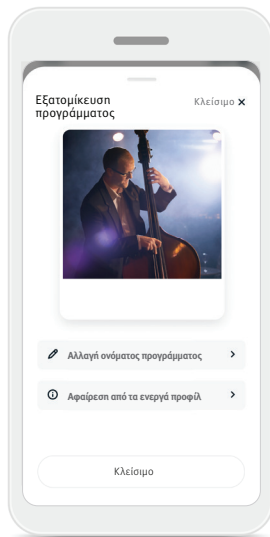 Εξατομίκευση
προγράμματος
Κλείσιμο ×
Αλλαγή ονόματος προγράμματος
Αφαίρεση από τα ενεργά προφίλ
Κλείσιμο